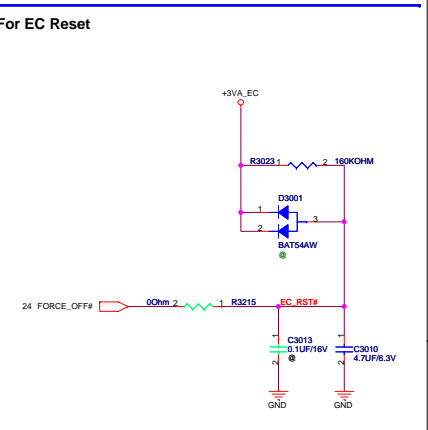 For EC Reset
+3VA_EC
R3023 1 2 160KOHM
D3001
1
3
2
BAT54AW
@
24 FORCE_OFF# 0Ohm 2 1 R3215 EC_RST#
1 1
C3013 C3010
0.1UF/16V 4.7UF/6.3V
@
2 2
GND GND